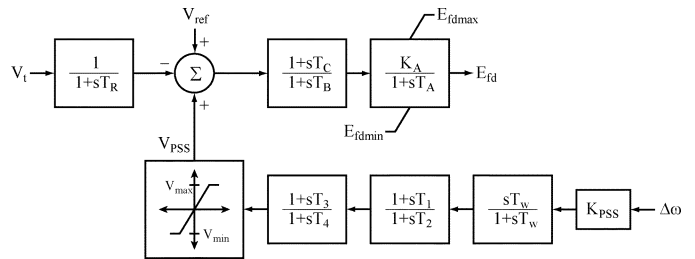 V_ref
E_fdmax
+
V_t
1
1+sT_R
−
Σ
1+sT_C
1+sT_B
K_A
1+sT_A
E_fd
+
E_fdmin
V_PSS
V_max
V_min
1+sT_3
1+sT_4
1+sT_1
1+sT_2
sT_w
1+sT_w
K_PSS
Δω